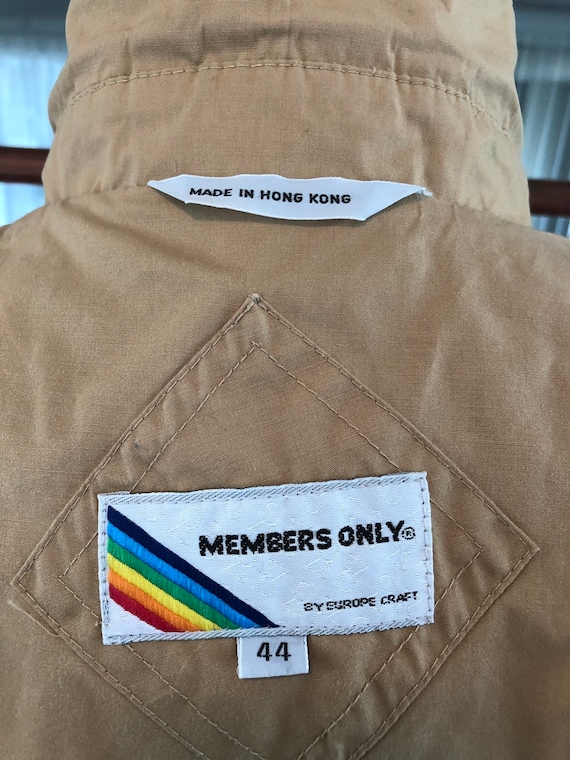 MADE IN HONG KONG
MEMBERS ONLY®
BY EUROPE CRAFT
44